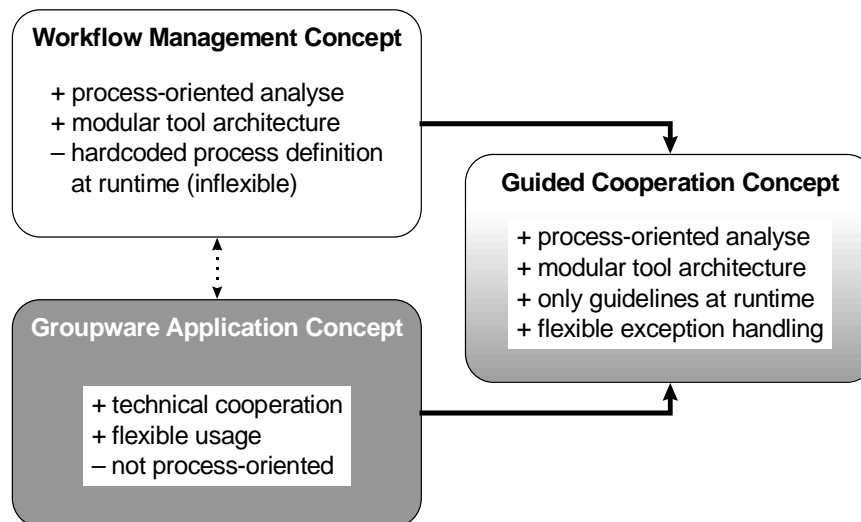 Workflow Management Concept
+ process-oriented analyse
+ modular tool architecture
– hardcoded process definition
at runtime (inflexible)
Guided Cooperation Concept
+ process-oriented analyse
+ modular tool architecture
+ only guidelines at runtime
+ flexible exception handling
Groupware Application Concept
+ technical cooperation
+ flexible usage
– not process-oriented